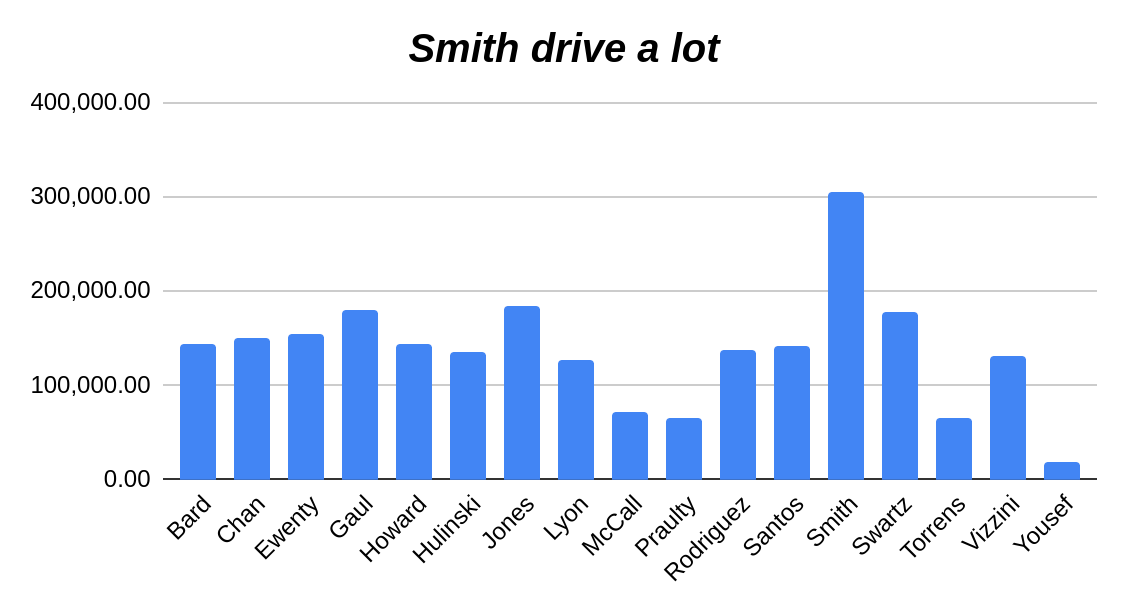 Smith drive a lot
400,000.00
300,000.00
200,000.00
100,000.00
0.00
Bard
Chan
Ewenty
Gaul
Howard
Hulinski
Jones
Lyon
McCall
Praulty
Rodriguez
Santos
Smith
Swartz
Torrens
Vizzini
Yousef